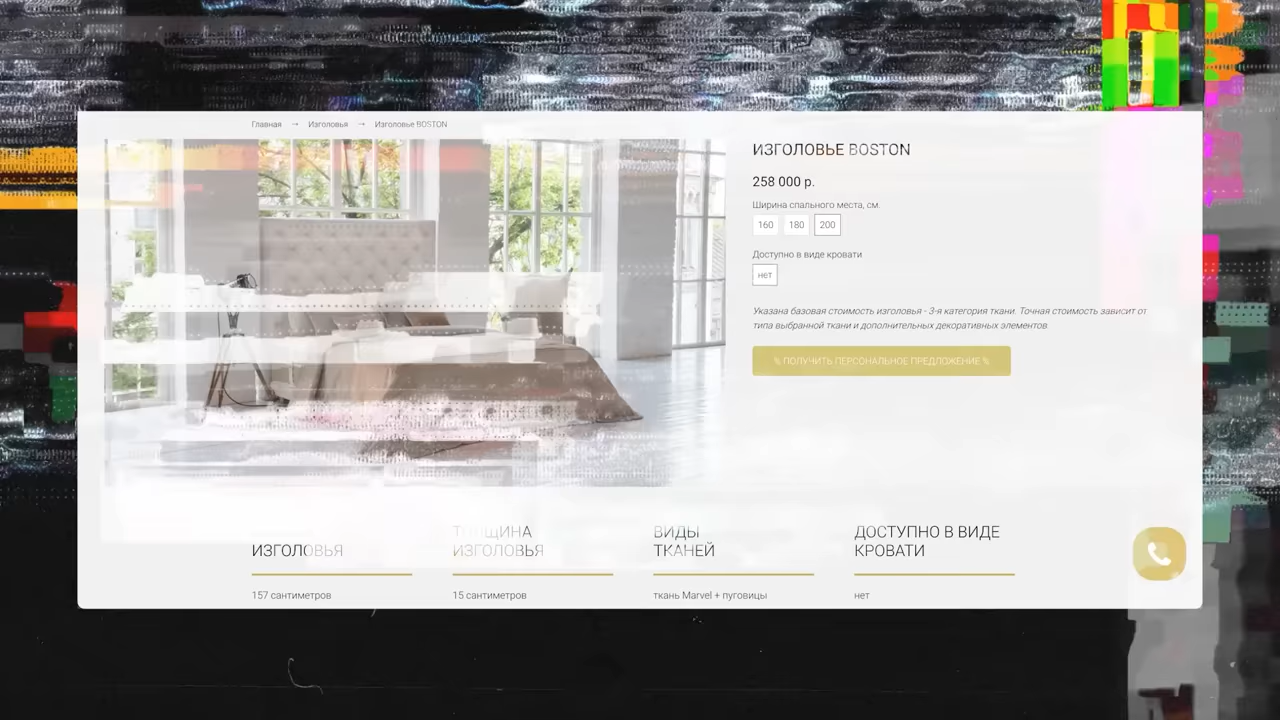 Главная → Изголовья → Изголовье BOSTON
ИЗГОЛОВЬЕ BOSTON
258 000 р.
Ширина спального места, см.
160 180 200
Доступно в виде кровати
нет
Указана базовая стоимость изголовья - 3-я категория ткани. Точная стоимость зависит от
типа выбранной ткани и дополнительных декоративных элементов
% ПОЛУЧИТЬ ПЕРСОНАЛЬНОЕ ПРЕДЛОЖЕНИЕ %
ИЗГОЛОВЬЯ
157 сантиметров
ТОЛЩИНА
ИЗГОЛОВЬЯ
15 сантиметров
ВИДЫ
ТКАНЕЙ
ткань Marvel + пуговицы
ДОСТУПНО В ВИДЕ
КРОВАТИ
нет